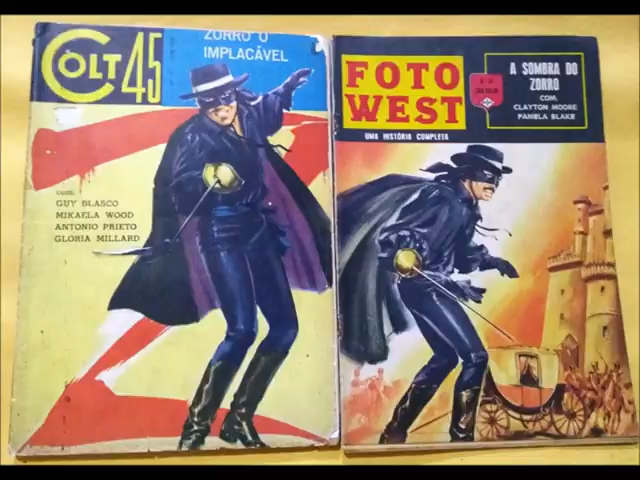 COLT 45
ZORRO O
IMPLACÁVEL
com:
GUY BLASCO
MIKAELA WOOD
ANTONIO PRIETO
GLORIA MILLARD
FOTO
WEST
UMA HISTÓRIA COMPLETA
A SOMBRA DO
ZORRO
COM:
CLAYTON MOORE
PAMELA BLAKE